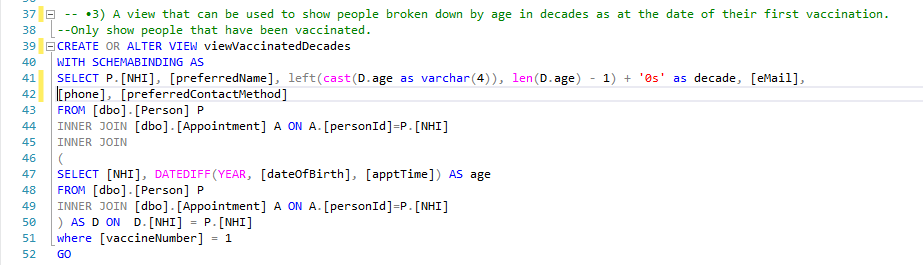 37 -- •3) A view that can be used to show people broken down by age in decades as at the date of their first vaccination.
38 --Only show people that have been vaccinated.
39 CREATE OR ALTER VIEW viewVaccinatedDecades
40 WITH SCHEMABINDING AS
41 SELECT P.[NHI], [preferredName], left(cast(D.age as varchar(4)), len(D.age) - 1) + '0s' as decade, [eMail],
42 [phone], [preferredContactMethod]
43 FROM [dbo].[Person] P
44 INNER JOIN [dbo].[Appointment] A ON A.[personId]=P.[NHI]
45 INNER JOIN
46 (
47 SELECT [NHI], DATEDIFF(YEAR, [dateOfBirth], [apptTime]) AS age
48 FROM [dbo].[Person] P
49 INNER JOIN [dbo].[Appointment] A ON A.[personId]=P.[NHI]
50 ) AS D ON  D.[NHI] = P.[NHI]
51 where [vaccineNumber] = 1
52 GO